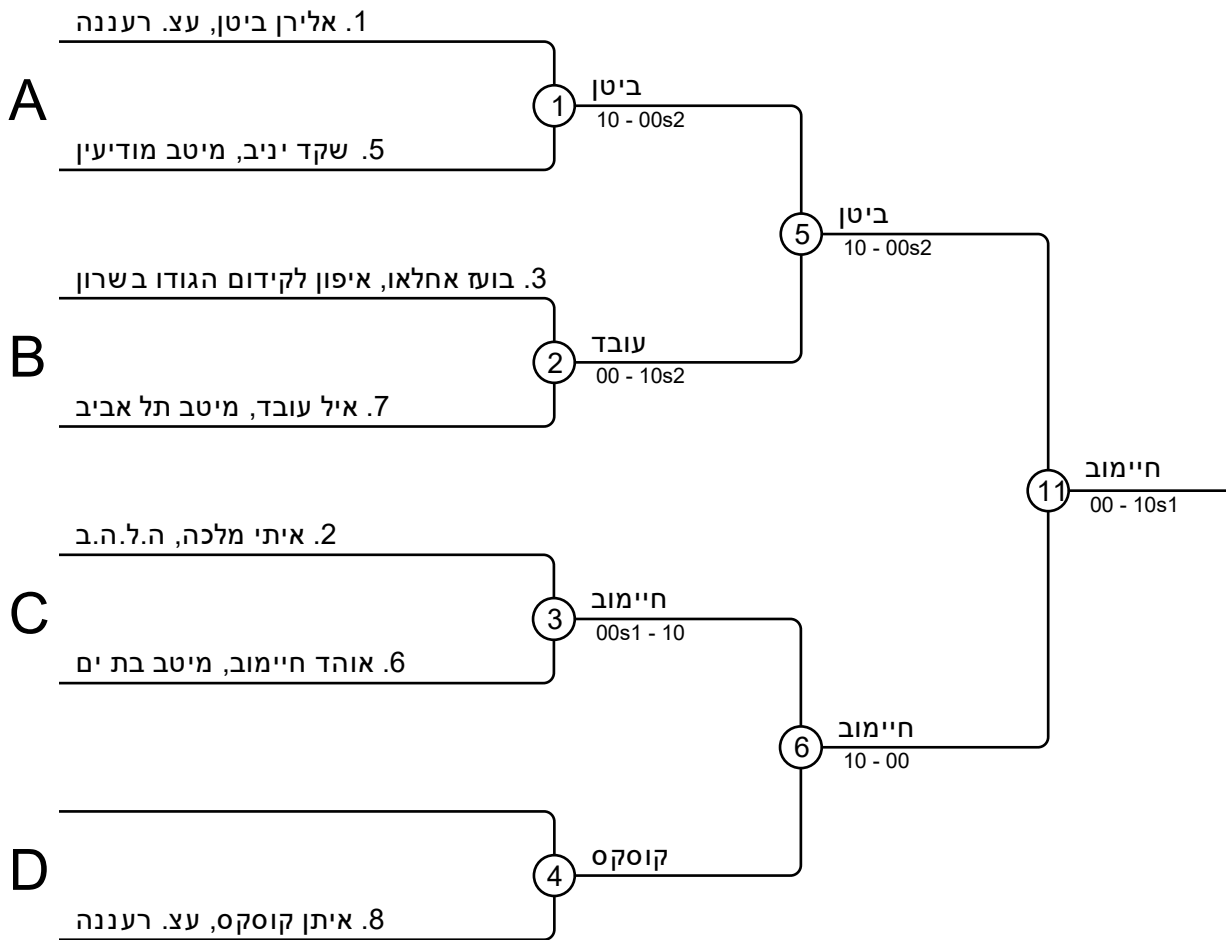 1. אלירן ביטן, עצ. רעננה
A
1
ביטן
10 - 00s2
5. שקד יניב, מיטב מודיעין
5
ביטן
10 - 00s2
3. בועז אחלאו, איפון לקידום הגודו בשרון
B
2
עובד
00 - 10s2
7. איל עובד, מיטב תל אביב
11
חיימוב
00 - 10s1
2. איתי מלכה, ה.ל.ה.ב
C
3
חיימוב
00s1 - 10
6. אוהד חיימוב, מיטב בת ים
6
חיימוב
10 - 00
D
4
קוסקס
8. איתן קוסקס, עצ. רעננה